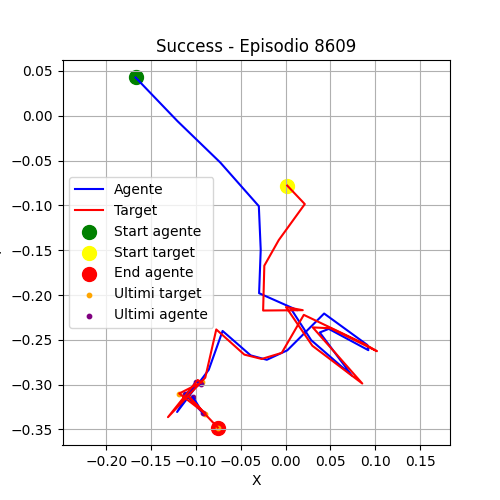 Success - Episodio 8609
0.05
0.00
−0.05
−0.10
−0.15
−0.20
−0.25
−0.30
−0.35
Agente
Target
Start agente
Start target
End agente
Ultimi target
Ultimi agente
−0.20 −0.15 −0.10 −0.05 0.00 0.05 0.10 0.15
X